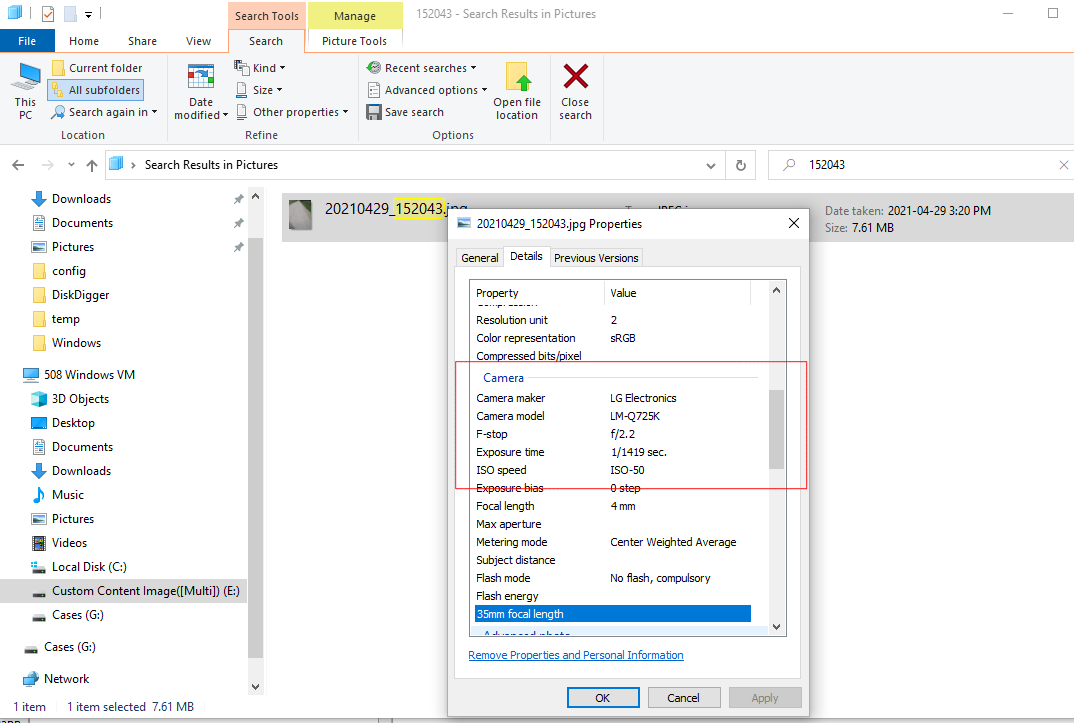 Search Tools
Manage
152043 - Search Results in Pictures
File
Home
Share
View
Search
Picture Tools
This PC
Current folder
All subfolders
Search again in
Location
Date modified
Kind
Size
Other properties
Refine
Recent searches
Advanced options
Save search
Options
Open file location
Close search
Search Results in Pictures
152043
Downloads
Documents
Pictures
config
DiskDigger
temp
Windows
508 Windows VM
3D Objects
Desktop
Documents
Downloads
Music
Pictures
Videos
Local Disk (C:)
Custom Content Image([Multi]) (E:)
Cases (G:)
Cases (G:)
Network
20210429_152043.jpg
Date taken: 2021-04-29 3:20 PM
Size: 7.61 MB
20210429_152043.jpg Properties
General
Details
Previous Versions
Property Value
Compression
Resolution unit 2
Color representation sRGB
Compressed bits/pixel
Camera
Camera maker LG Electronics
Camera model LM-Q725K
F-stop f/2.2
Exposure time 1/1419 sec.
ISO speed ISO-50
Exposure bias 0 step
Focal length 4 mm
Max aperture
Metering mode Center Weighted Average
Subject distance
Flash mode No flash, compulsory
Flash energy
35mm focal length
Advanced photo
Remove Properties and Personal Information
OK
Cancel
Apply
1 item 1 item selected 7.61 MB